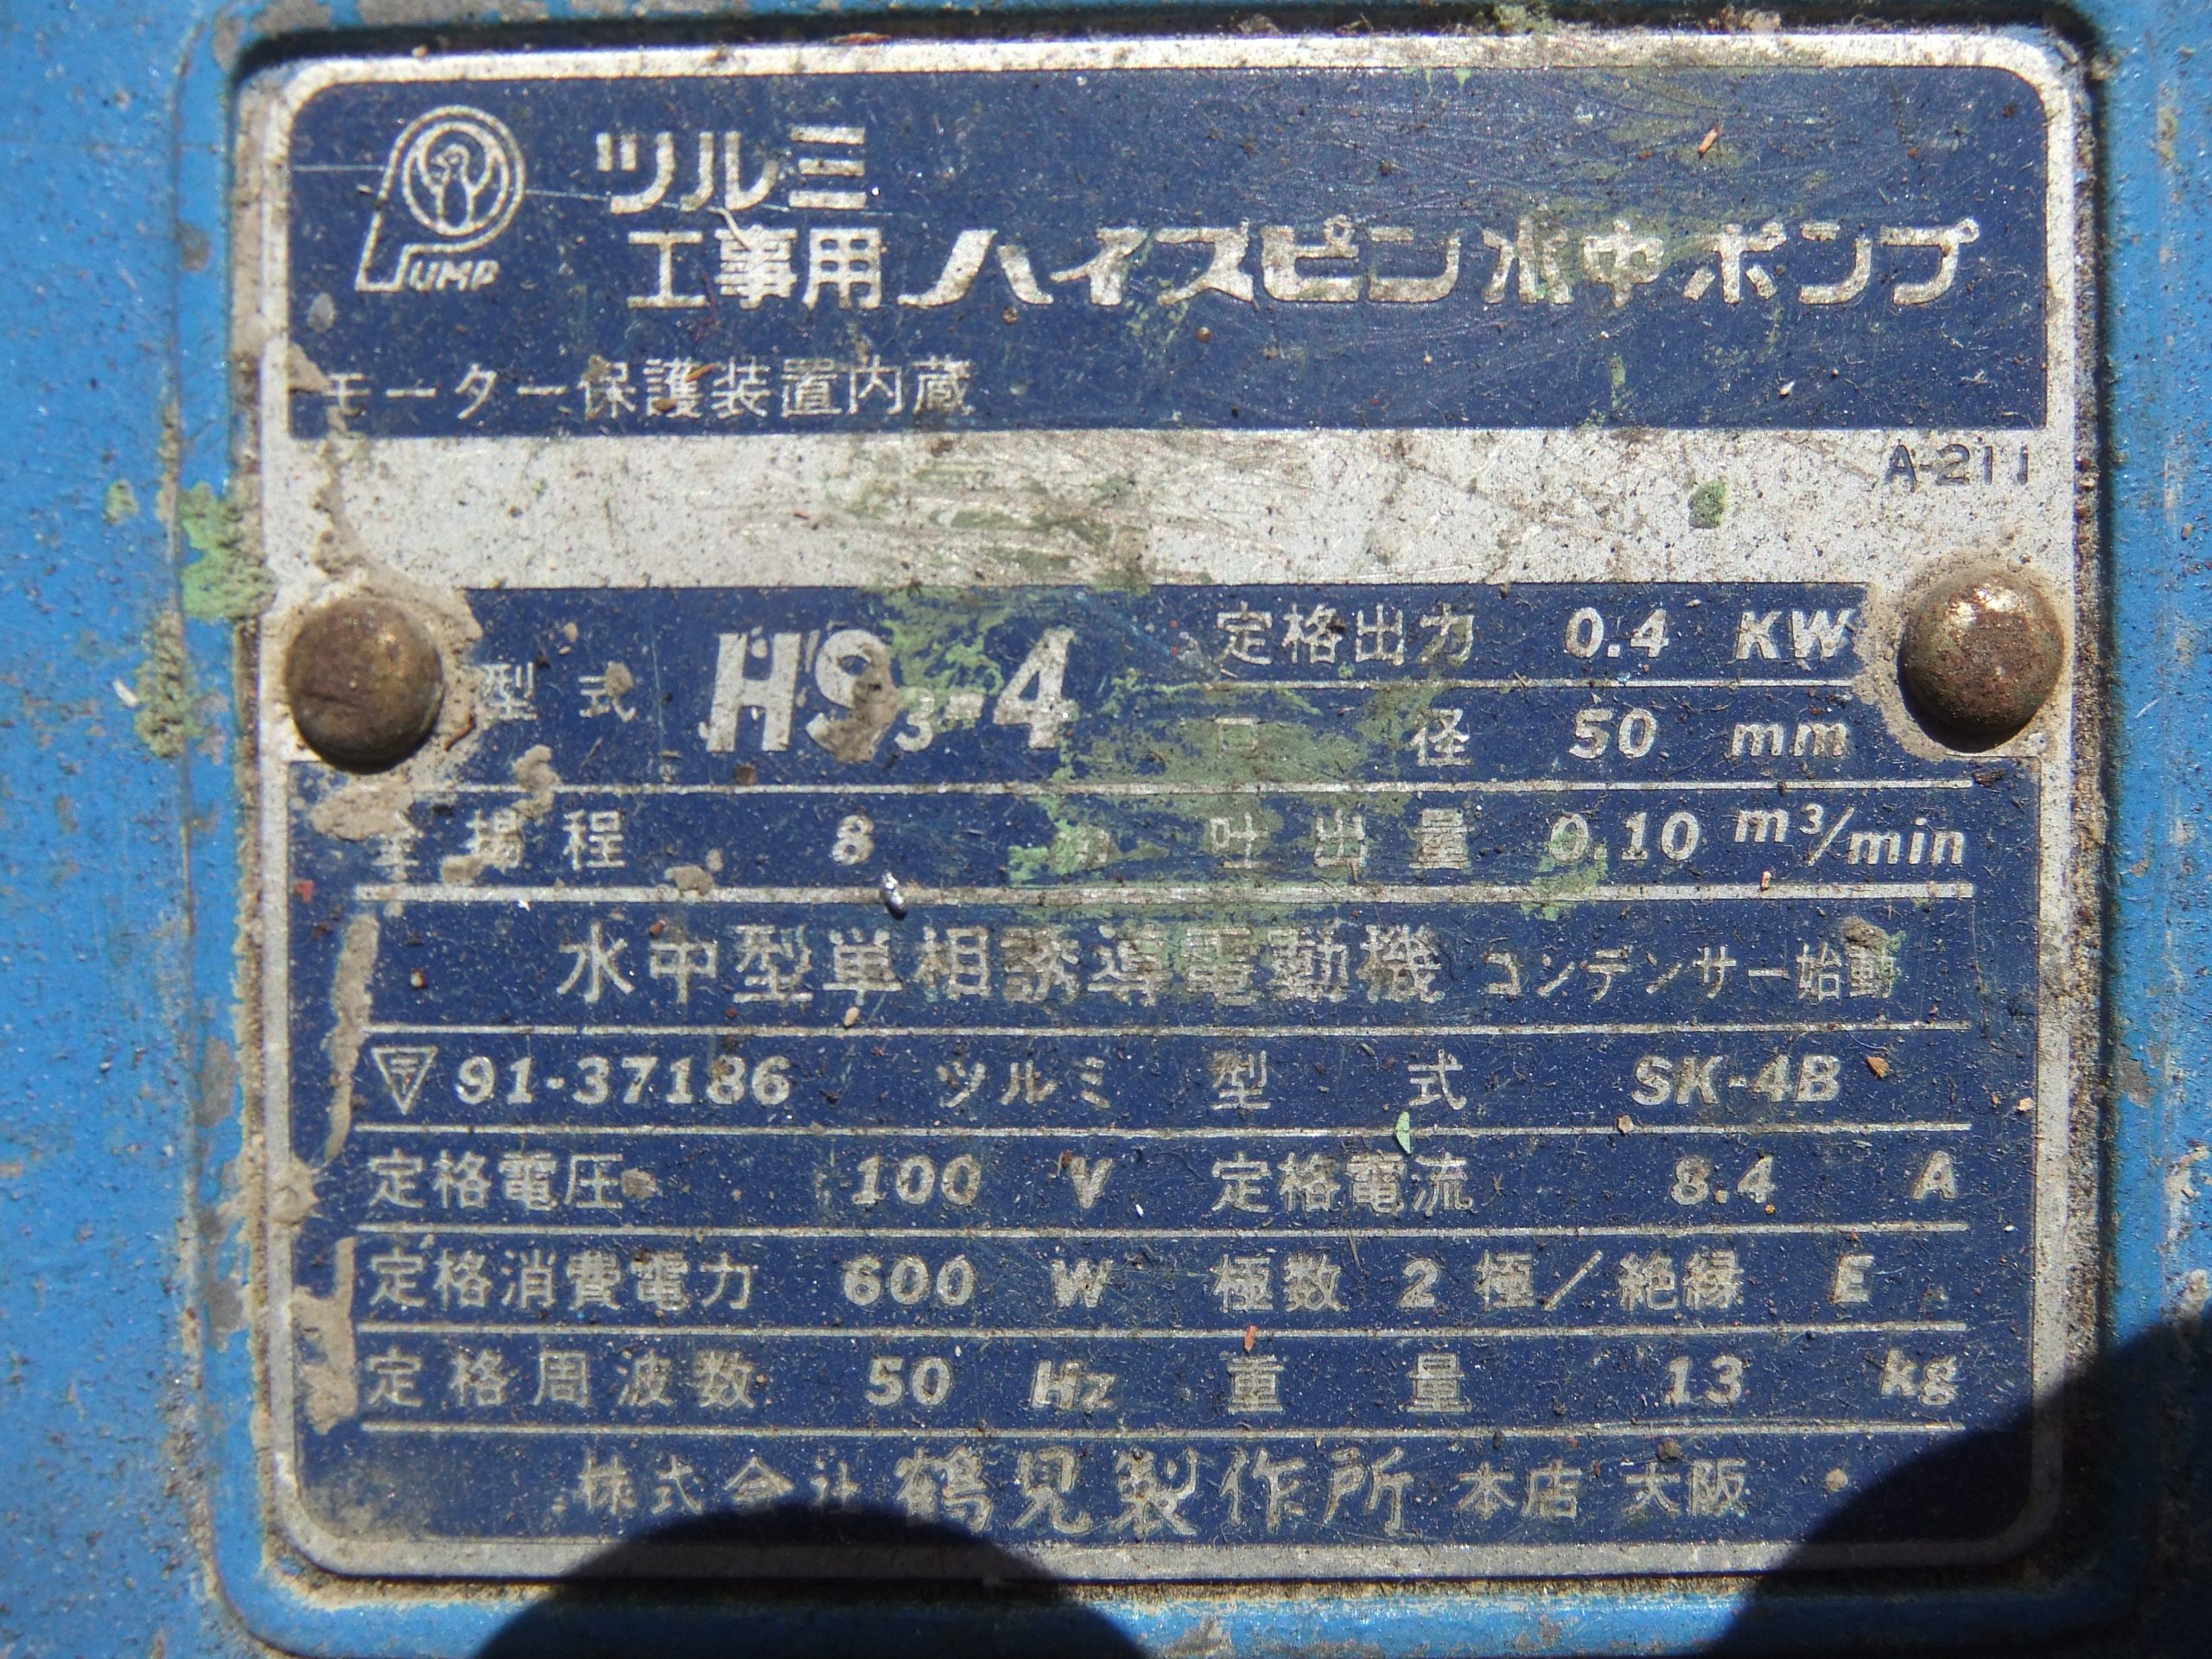 PUMP
ツルミ
工事用ハイスピン水中ポンプ
モーター保護装置内蔵
A-211
型式 HS3-4 定格出力 0.4 KW
口径 50 mm
全揚程 8 m 吐出量 0.10 m³/min
水中型単相誘導電動機 コンデンサー始動
〒 91-37186 ツルミ 型式 SK-4B
定格電圧 100 V 定格電流 8.4 A
定格消費電力 600 W 極数 2 極/絶縁 E
定格周波数 50 Hz 重量 13 kg
株式会社 鶴見製作所 本店 大阪